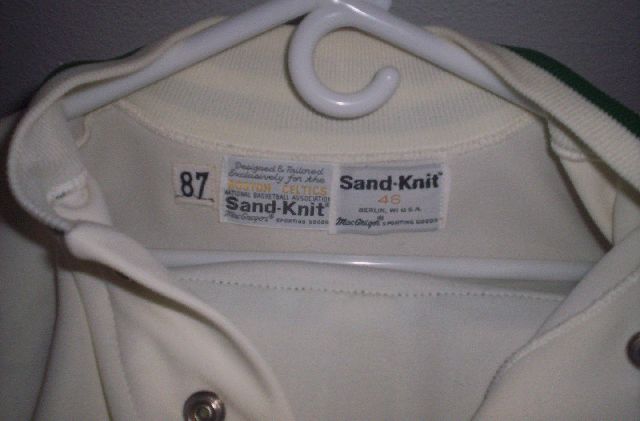 87
Designed & Tailored
Exclusively for the
BOSTON CELTICS
NATIONAL BASKETBALL ASSOCIATION
Sand-Knit®
MacGregor® SPORTING GOODS
Sand-Knit®
46
BERLIN, WI U.S.A.
MacGregor® SPORTING GOODS